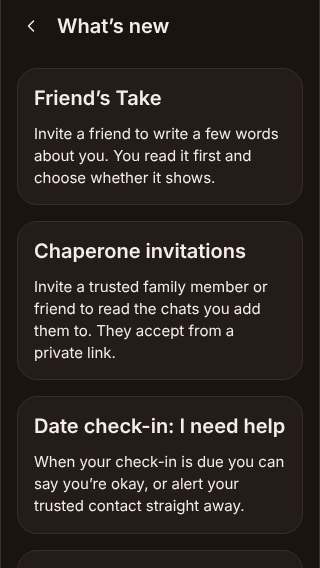 What’s new
Friend’s Take
Invite a friend to write a few words
about you. You read it first and
choose whether it shows.
Chaperone invitations
Invite a trusted family member or
friend to read the chats you add
them to. They accept from a
private link.
Date check-in: I need help
When your check-in is due you can
say you’re okay, or alert your
trusted contact straight away.